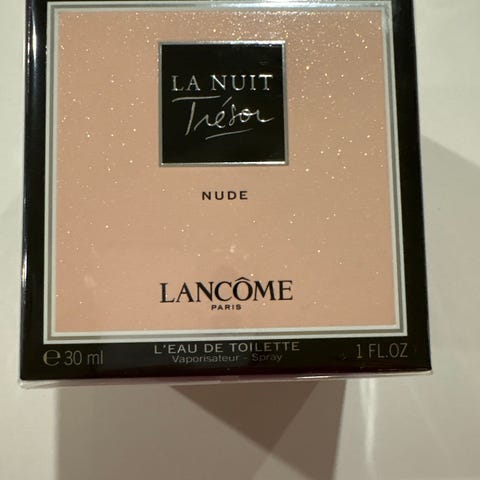 LA NUIT
Trésor
NUDE
LANCÔME
PARIS
L'EAU DE TOILETTE
℮ 30 ml Vaporisateur - Spray 1 FL.OZ